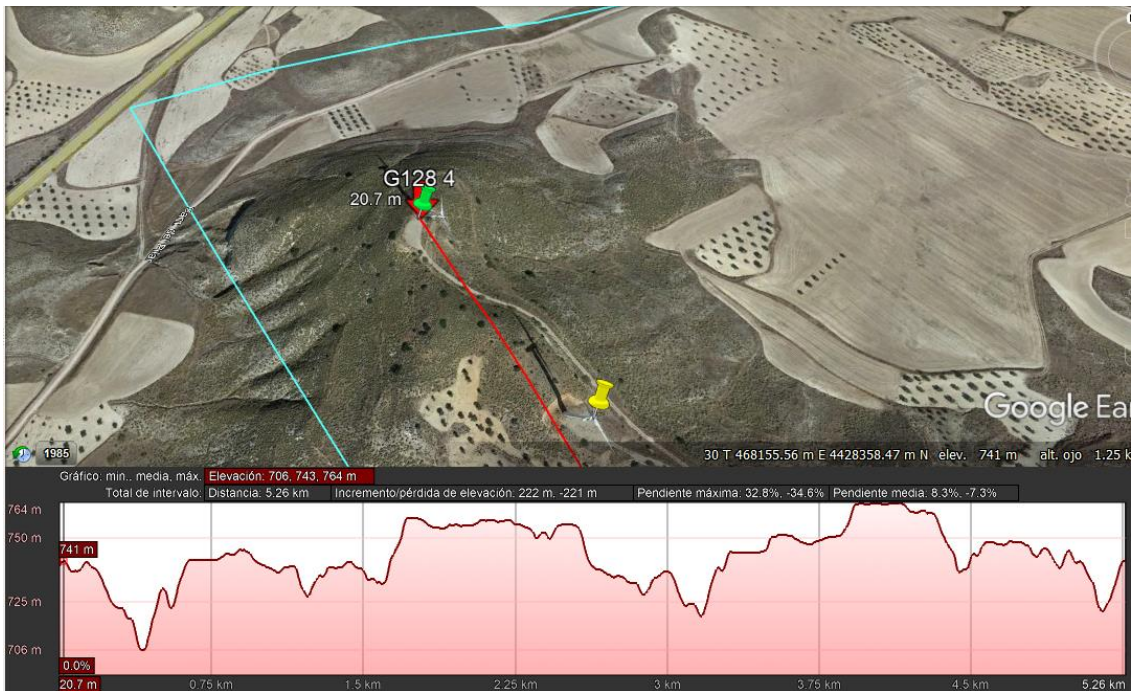 G128 4
20.7 m
Google Ear
1985
30 T 468155.56 m E 4428358.47 m N elev. 741 m alt. ojo 1.25 k
Gráfico: min., media, máx. Elevación: 706, 743, 764 m
Total de intervalo: Distancia: 5.26 km Incremento/pérdida de elevación: 222 m, -221 m Pendiente máxima: 32.8%, -34.6% Pendiente media: 8.3%, -7.3%
764 m
750 m
741 m
725 m
706 m
0.0%
20.7 m 0.75 km 1.5 km 2.25 km 3 km 3.75 km 4.5 km 5.26 km